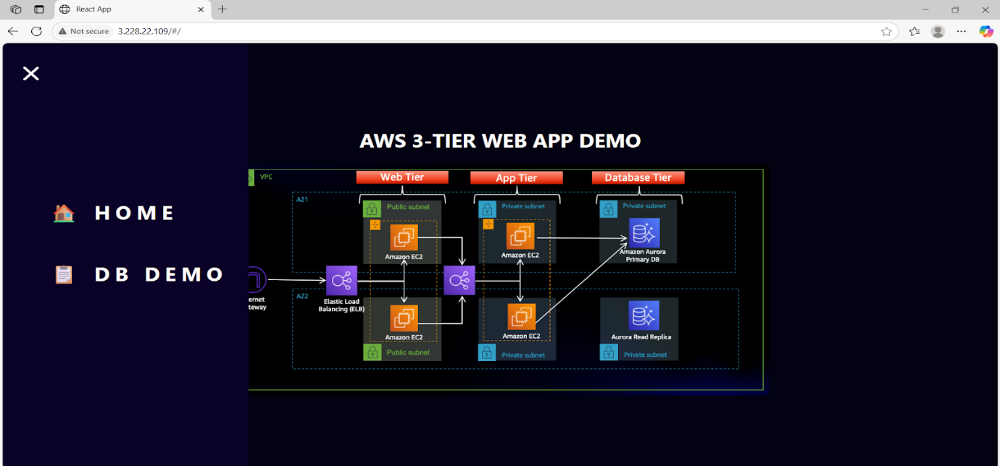 React App
Not secure
3.228.22.109/#/
AWS 3-TIER WEB APP DEMO
HOME
DB DEMO
VPC
Web Tier
App Tier
Database Tier
AZ1
Public subnet
Private subnet
Private subnet
Amazon EC2
Amazon EC2
Amazon Aurora
Primary DB
ernet
teway
Elastic Load
Balancing (ELB)
AZ2
Amazon EC2
Amazon EC2
Aurora Read Replica
Public subnet
Private subnet
Private subnet